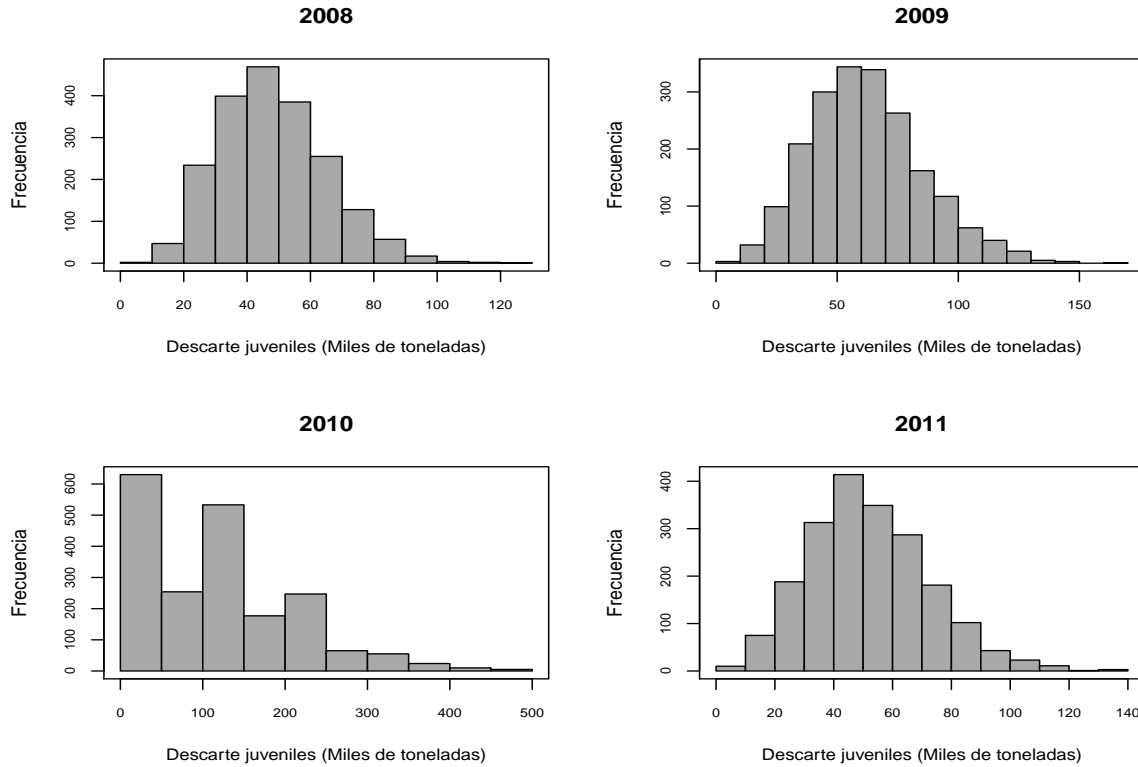 2008
Frecuencia
0 100 200 300 400
0 20 40 60 80 100 120
Descarte juveniles (Miles de toneladas)
2009
Frecuencia
0 100 200 300
0 50 100 150
Descarte juveniles (Miles de toneladas)
2010
Frecuencia
0 100 200 300 400 500 600
0 100 200 300 400 500
Descarte juveniles (Miles de toneladas)
2011
Frecuencia
0 100 200 300 400
0 20 40 60 80 100 120 140
Descarte juveniles (Miles de toneladas)